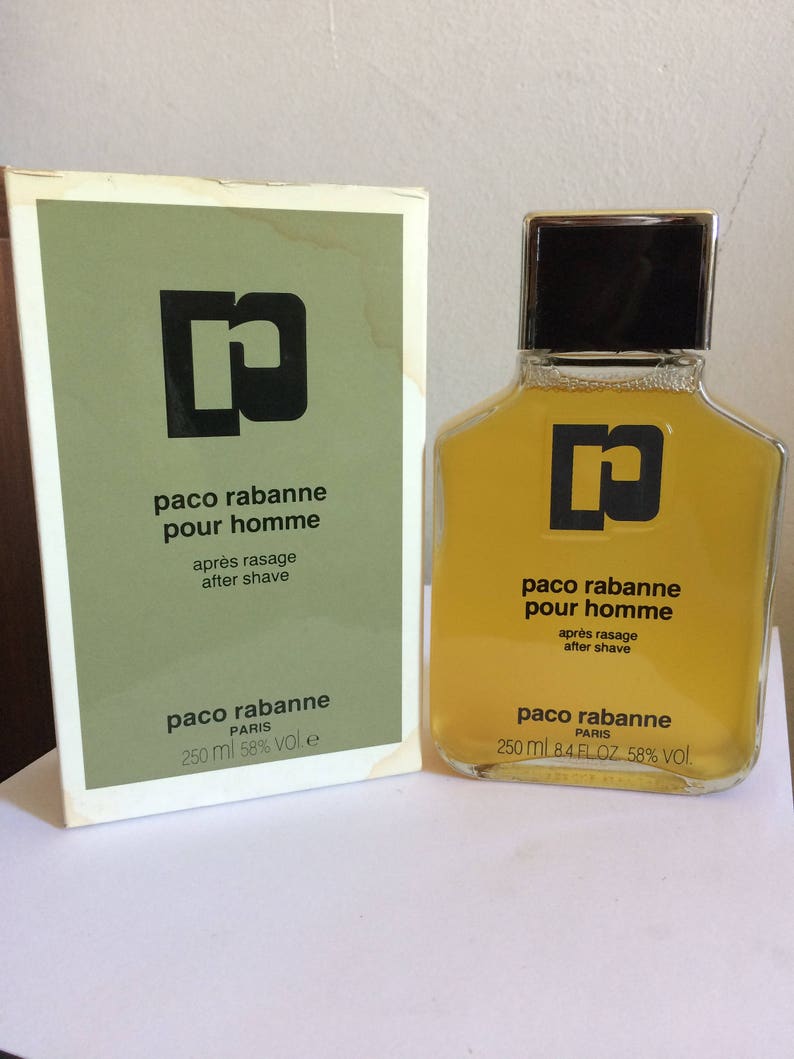 paco rabanne
pour homme
après rasage
after shave
paco rabanne
PARIS
250 ml 58% vol. e
paco rabanne
pour homme
après rasage
after shave
paco rabanne
PARIS
250 ml 8.4 FL.OZ. 58% vol.